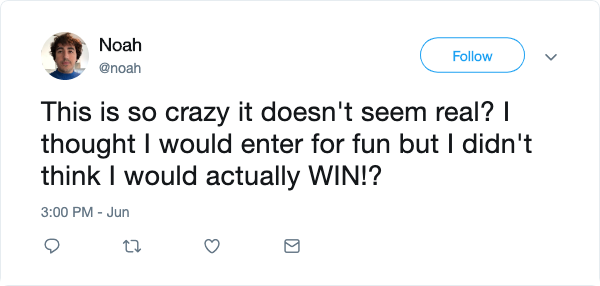 Noah
@noah
Follow
This is so crazy it doesn't seem real? I
thought I would enter for fun but I didn't
think I would actually WIN!?
3:00 PM - Jun